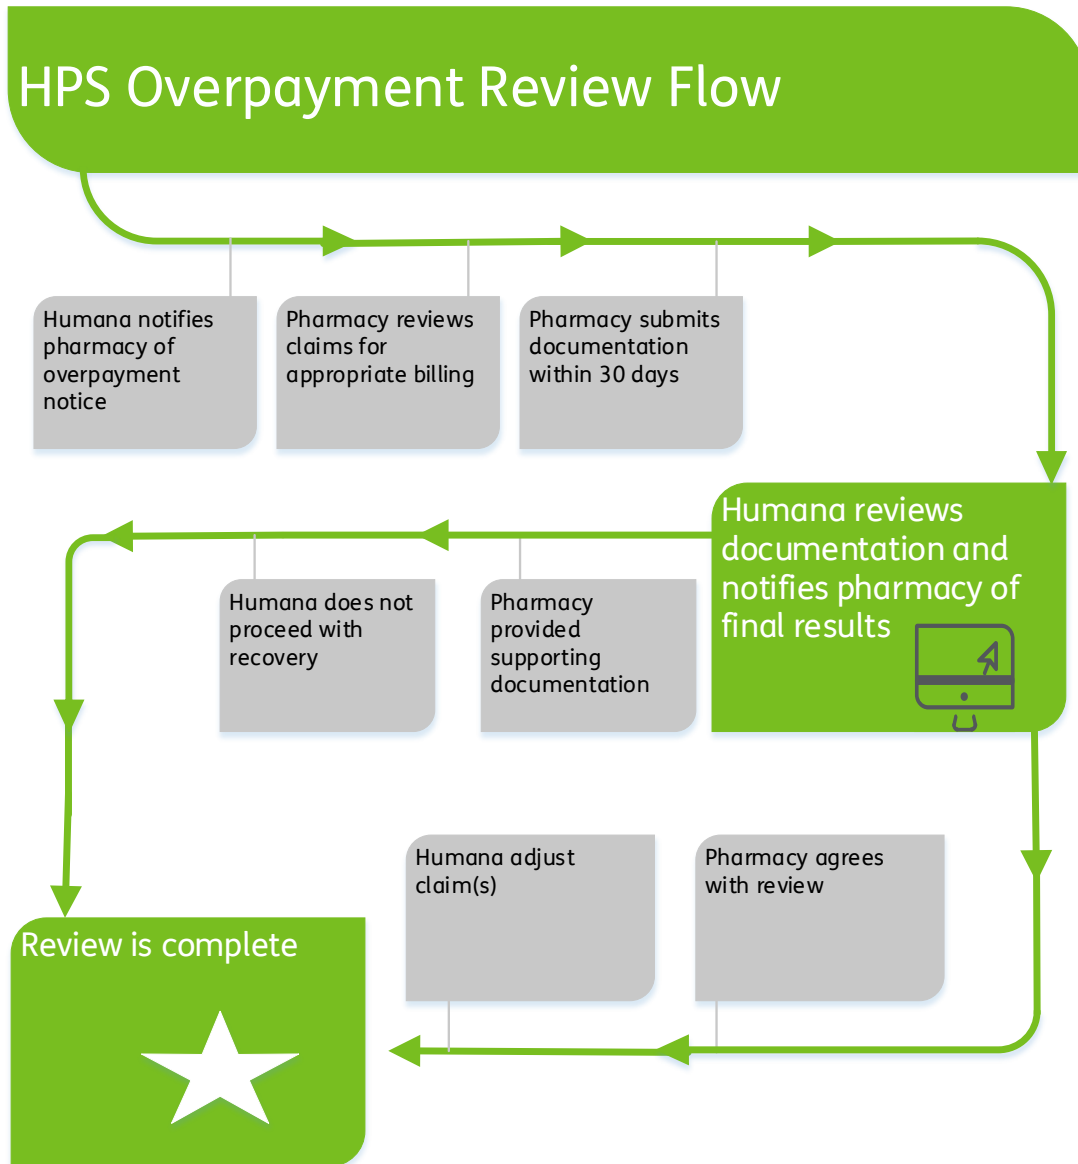 HPS Overpayment Review Flow
Humana notifies
pharmacy of
overpayment
notice
Pharmacy reviews
claims for
appropriate billing
Pharmacy submits
documentation
within 30 days
Humana reviews
documentation and
notifies pharmacy of
final results
Pharmacy
provided
supporting
documentation
Humana does not
proceed with
recovery
Pharmacy agrees
with review
Humana adjust
claim(s)
Review is complete